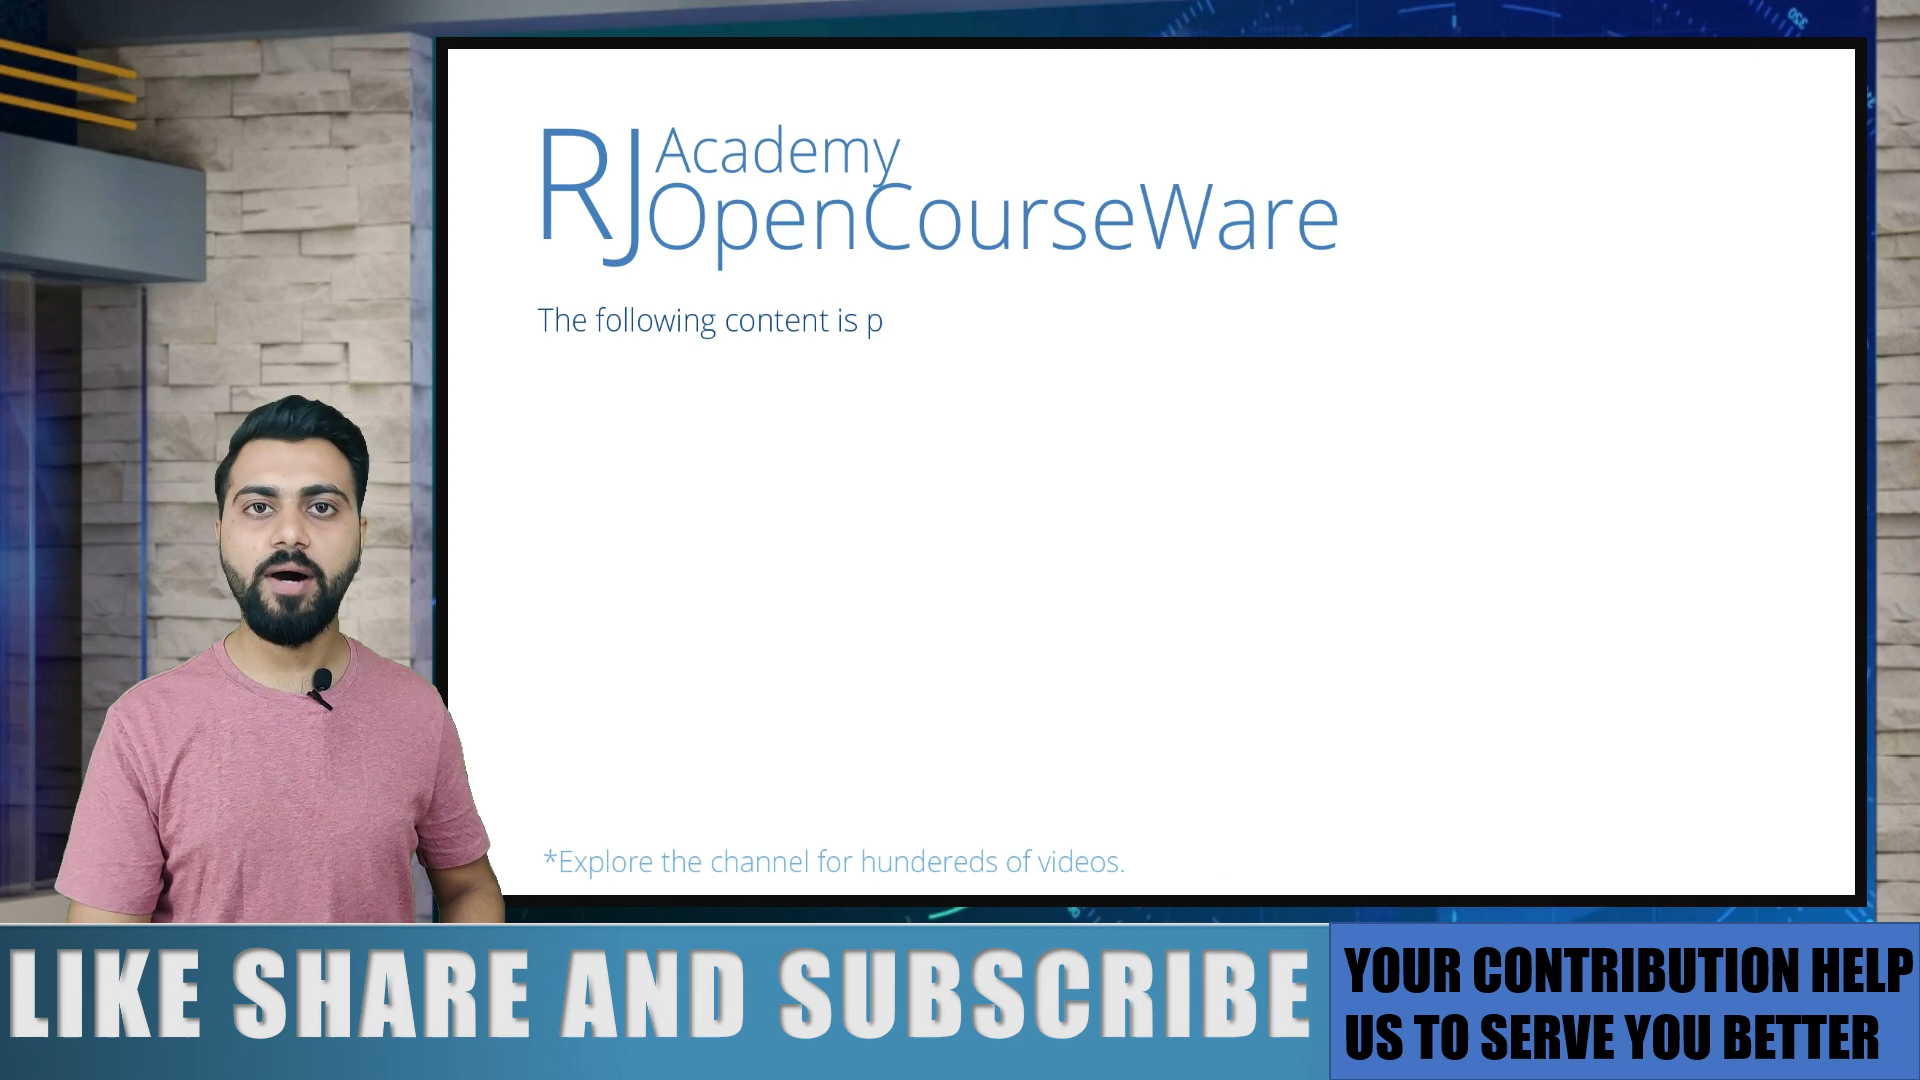 RJ Academy
OpenCourseWare
The following content is p
*Explore the channel for hundereds of videos.
LIKE SHARE AND SUBSCRIBE
YOUR CONTRIBUTION HELP
US TO SERVE YOU BETTER
320